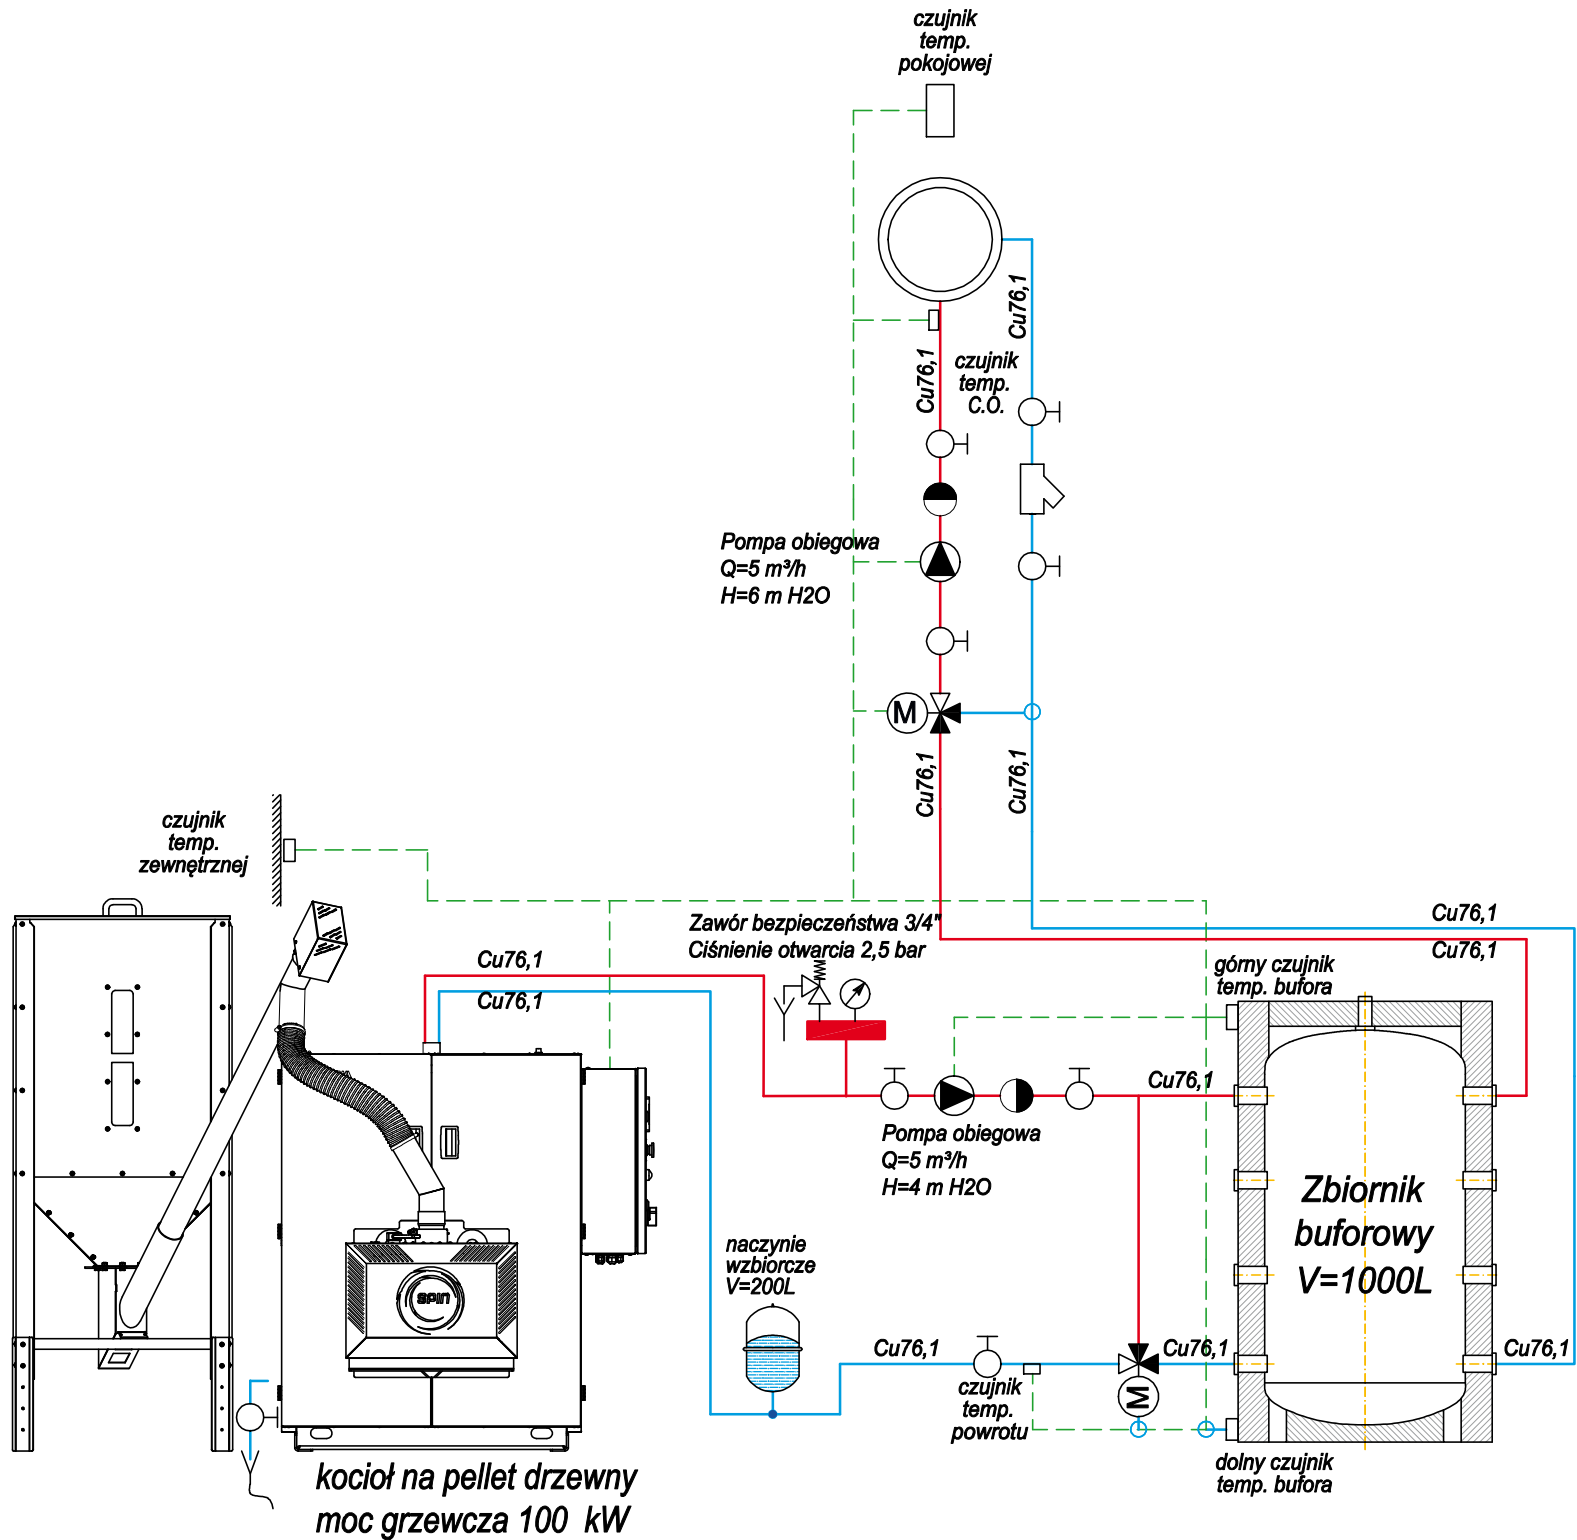 czujnik
temp.
pokojowej
Cu76,1
Cu76,1
czujnik
temp.
C.O.
Pompa obiegowa
Q=5 m³/h
H=6 m H2O
M
Cu76,1
Cu76,1
czujnik
temp.
zewnętrznej
Zawór bezpieczeństwa 3/4"
Ciśnienie otwarcia 2,5 bar
Cu76,1
Cu76,1
Cu76,1
Cu76,1
górny czujnik
temp. bufora
Cu76,1
Pompa obiegowa
Q=5 m³/h
H=4 m H2O
Zbiornik
buforowy
V=1000L
naczynie
wzbiorcze
V=200L
SPIN
Cu76,1
Cu76,1
Cu76,1
M
czujnik
temp.
powrotu
dolny czujnik
temp. bufora
kocioł na pellet drzewny
moc grzewcza 100 kW